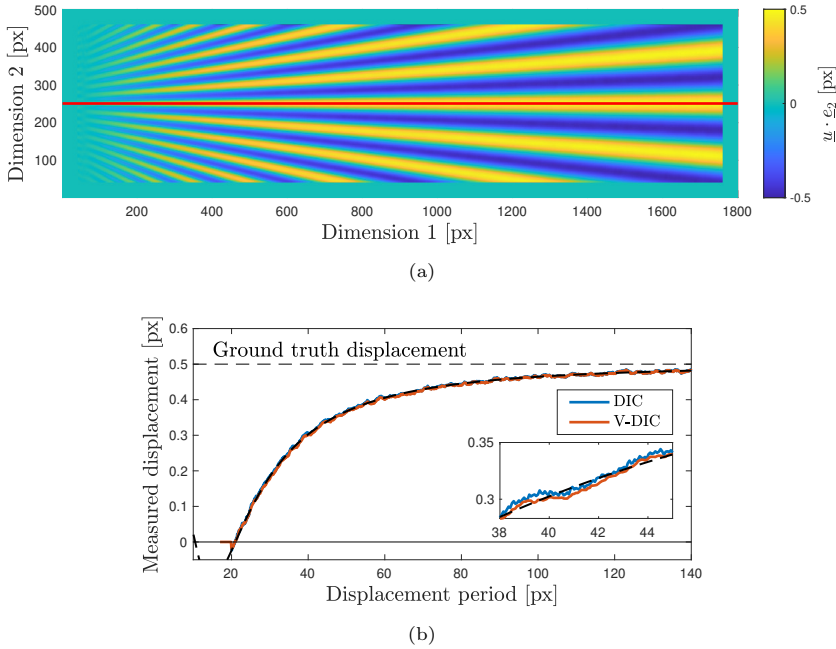 500
400
300
200
100
Dimension 2 [px]
200 400 600 800 1000 1200 1400 1600 1800
Dimension 1 [px]
0.5
0
-0.5
u · e2 [px]
(a)
0.6
0.5
0.4
0.3
0.2
0.1
0
Measured displacement [px]
Ground truth displacement
DIC
V-DIC
0.35
0.3
38 40 42 44
20 40 60 80 100 120 140
Displacement period [px]
(b)